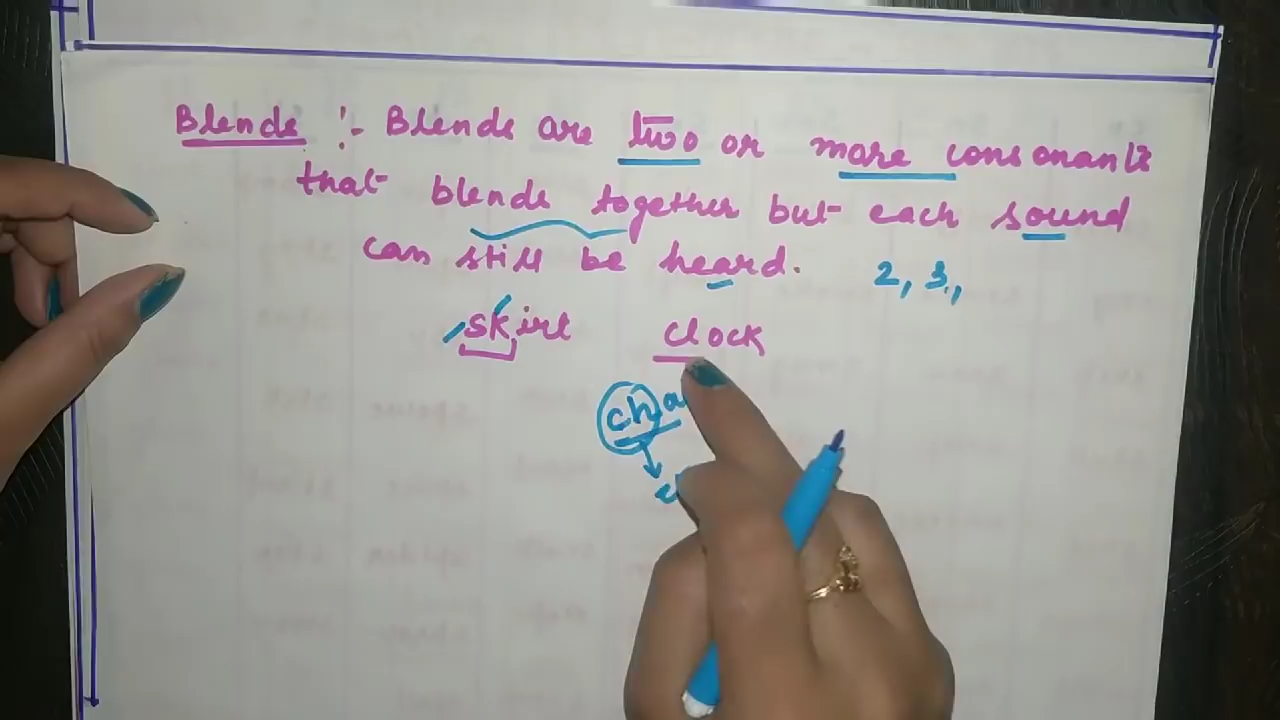 Blends :- Blends are two or more consonants
that blends together but each sound
can still be heard. 2, 3,,
skirt clock
cha